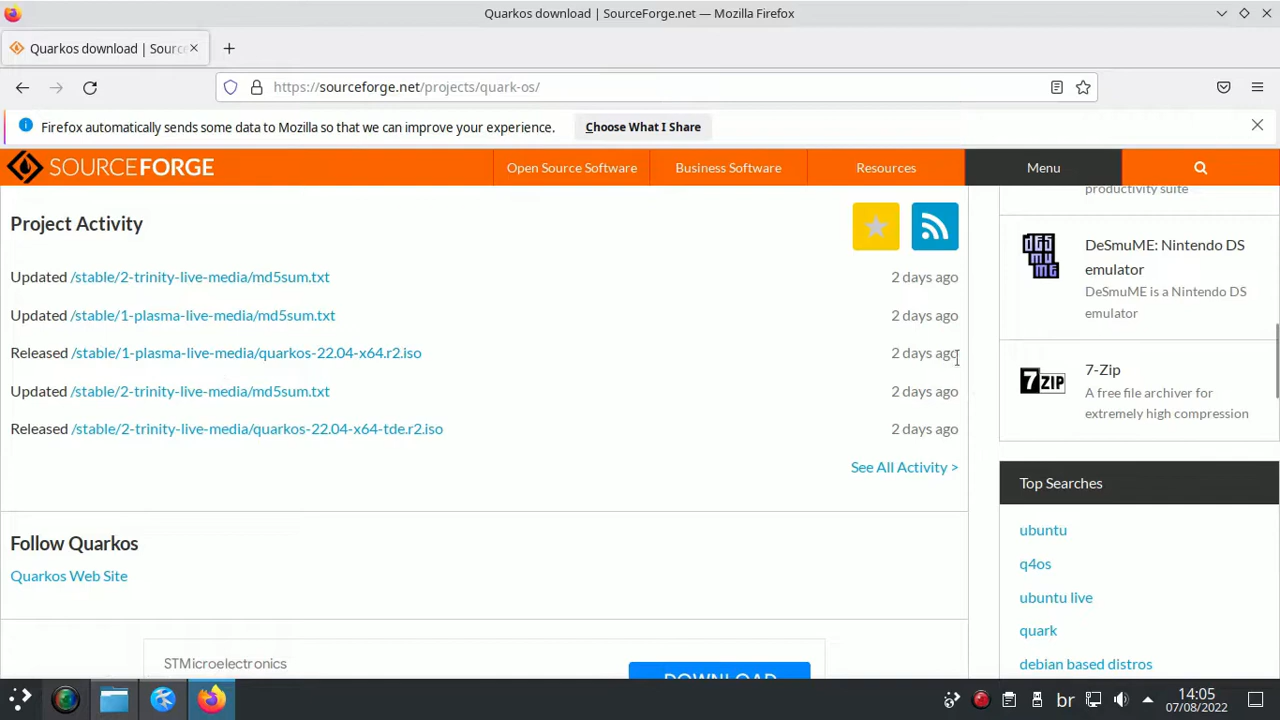 Quarkos download | SourceForge.net — Mozilla Firefox
Quarkos download | Sourc
https://sourceforge.net/projects/quark-os/
Firefox automatically sends some data to Mozilla so that we can improve your experience. Choose What I Share
SOURCEFORGE Open Source Software Business Software Resources Menu
Project Activity
Updated /stable/2-trinity-live-media/md5sum.txt 2 days ago
Updated /stable/1-plasma-live-media/md5sum.txt 2 days ago
Released /stable/1-plasma-live-media/quarkos-22.04-x64.r2.iso 2 days ago
Updated /stable/2-trinity-live-media/md5sum.txt 2 days ago
Released /stable/2-trinity-live-media/quarkos-22.04-x64-tde.r2.iso 2 days ago
See All Activity >
Follow Quarkos
Quarkos Web Site
STMicroelectronics
DOWNLOAD
productivity suite
DeSmuME
DeSmuME: Nintendo DS
emulator
DeSmuME is a Nintendo DS
emulator
7ZIP
7-Zip
A free file archiver for
extremely high compression
Top Searches
ubuntu
q4os
ubuntu live
quark
debian based distros
br
14:05
07/08/2022